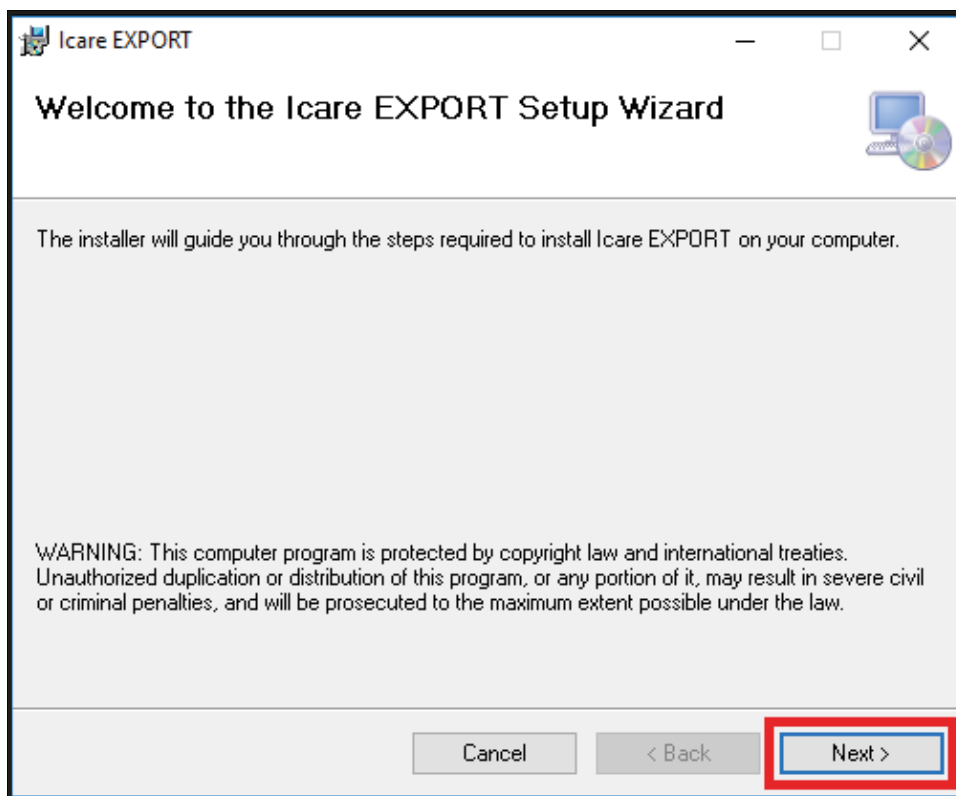 Icare EXPORT
Welcome to the Icare EXPORT Setup Wizard
The installer will guide you through the steps required to install Icare EXPORT on your computer.
WARNING: This computer program is protected by copyright law and international treaties.
Unauthorized duplication or distribution of this program, or any portion of it, may result in severe civil
or criminal penalties, and will be prosecuted to the maximum extent possible under the law.
Cancel
< Back
Next >